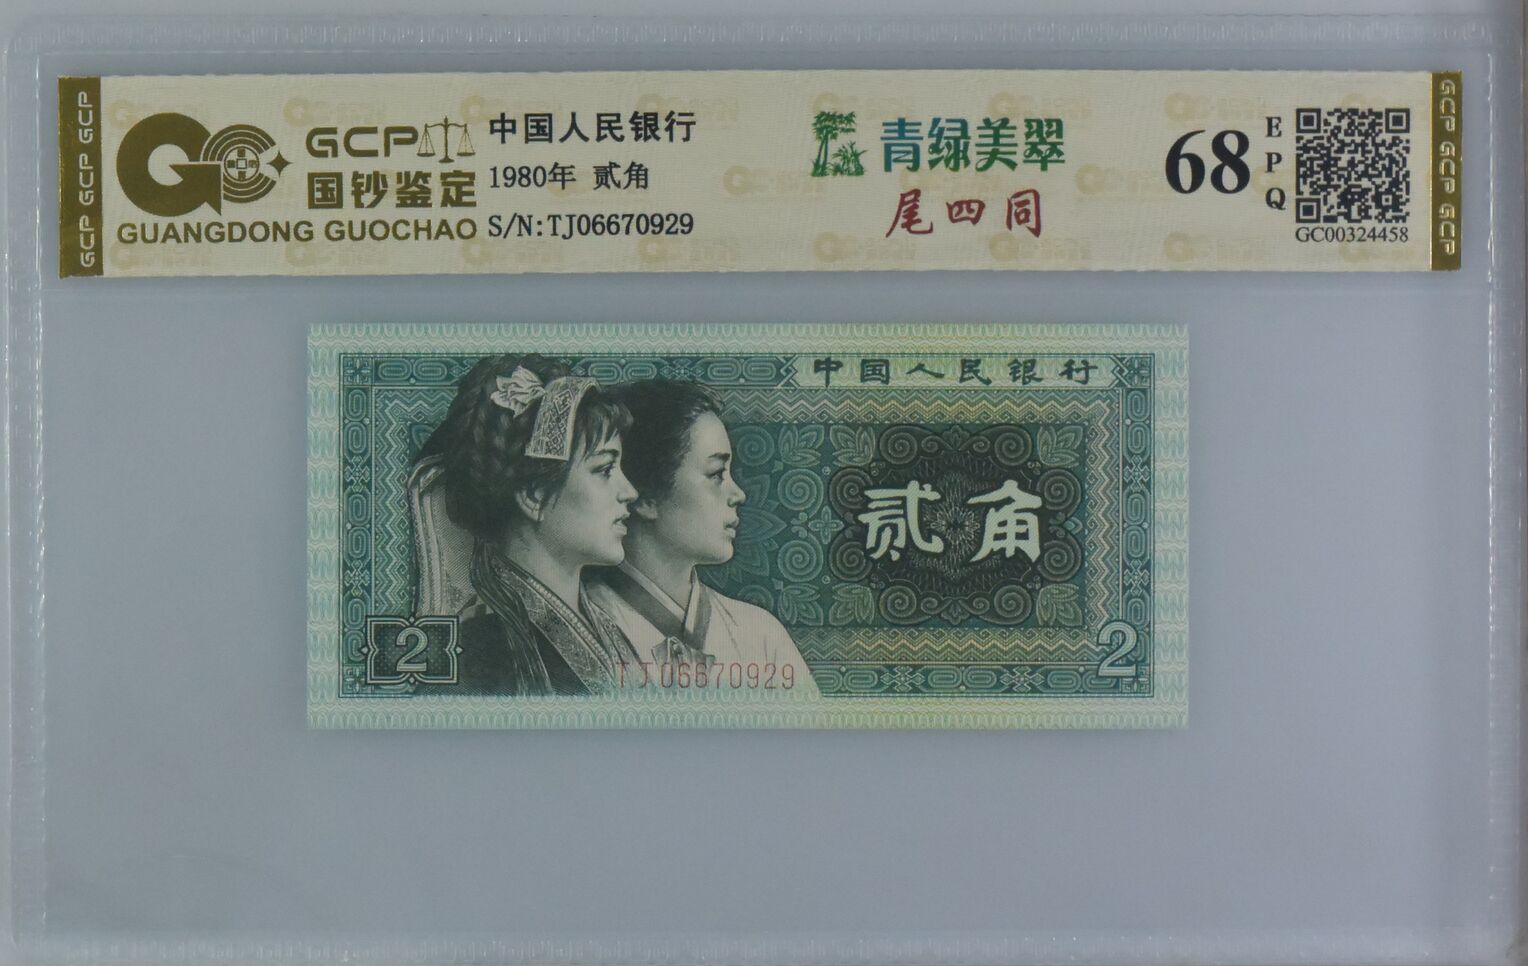 GCP GCP GCP
GCP
国钞鉴定
GUANGDONG GUOCHAO
中国人民银行
1980年 贰角
S/N:TJ06670929
青绿美翠
尾四同
68
EPQ
GC00324458
GCP GCP GCP
中国人民银行
贰角
2
2
TJ06670929